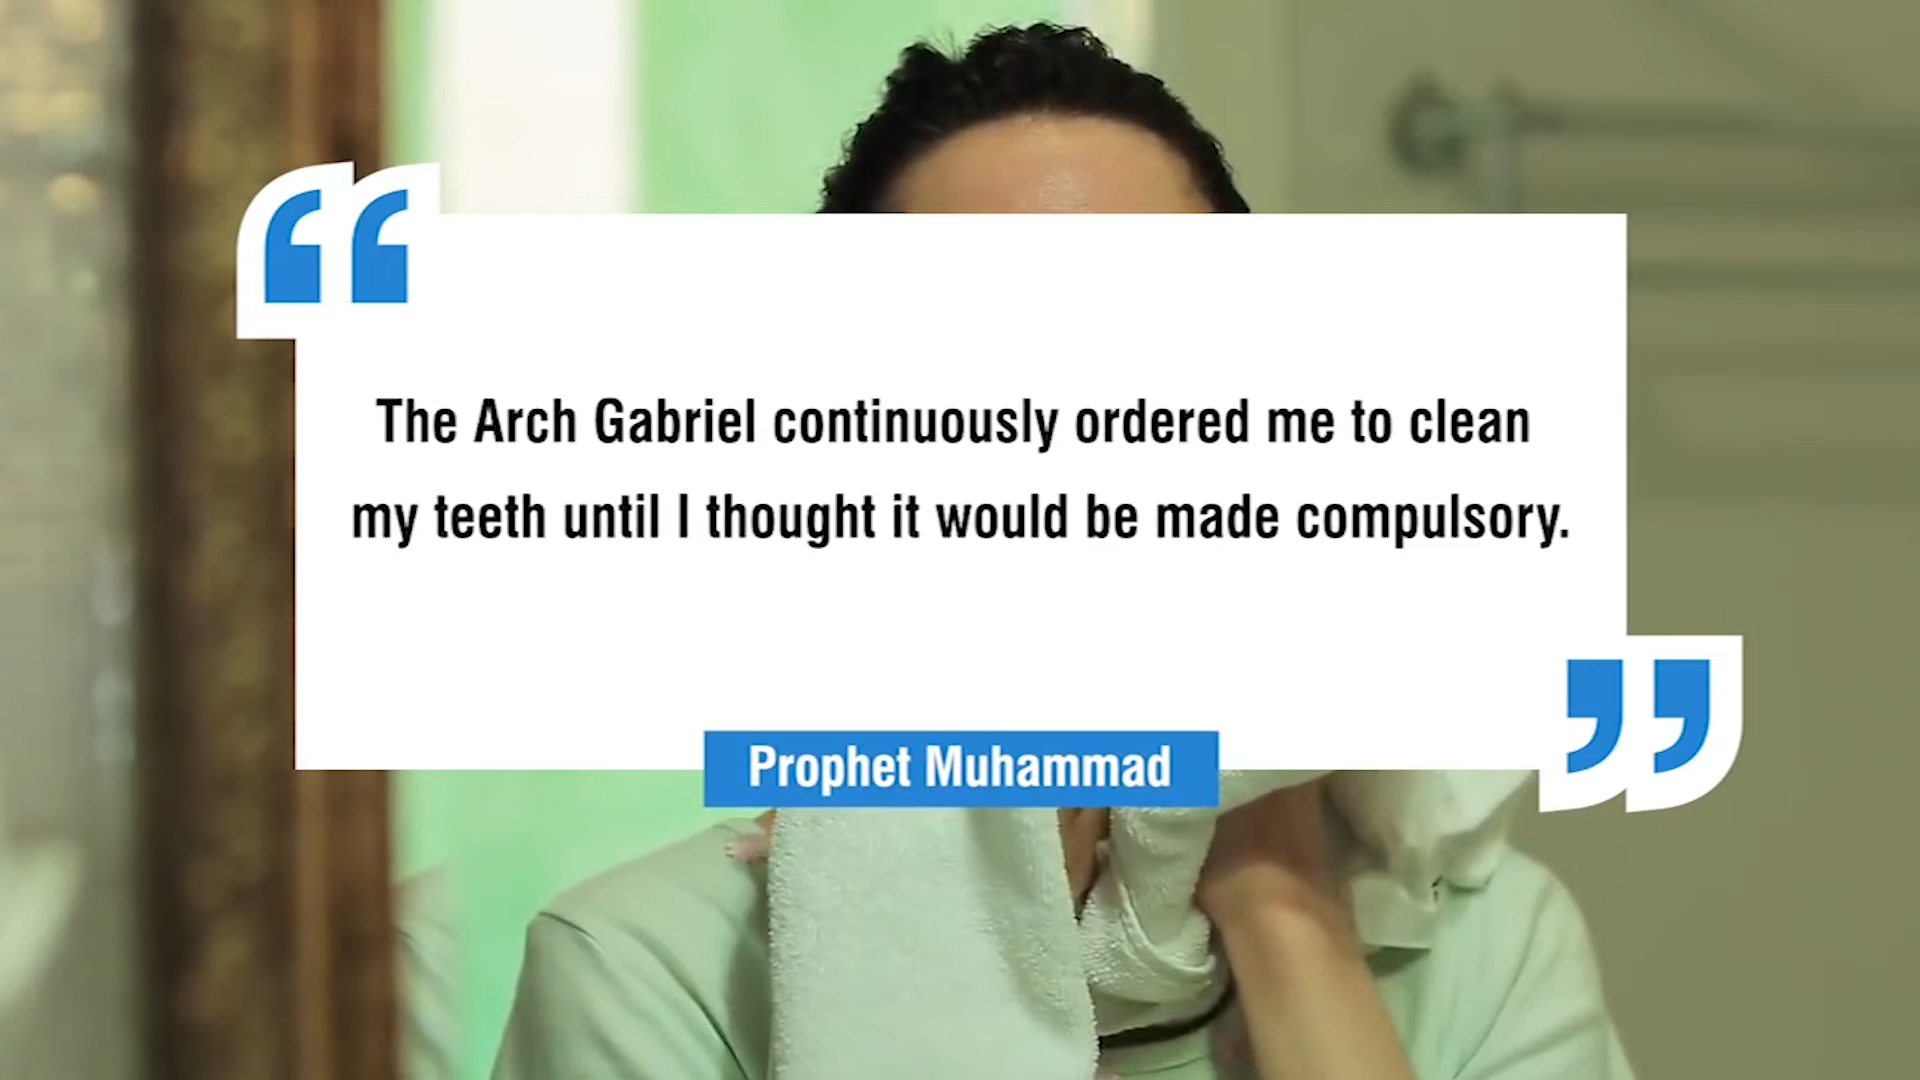 The Arch Gabriel continuously ordered me to clean
my teeth until I thought it would be made compulsory.
Prophet Muhammad